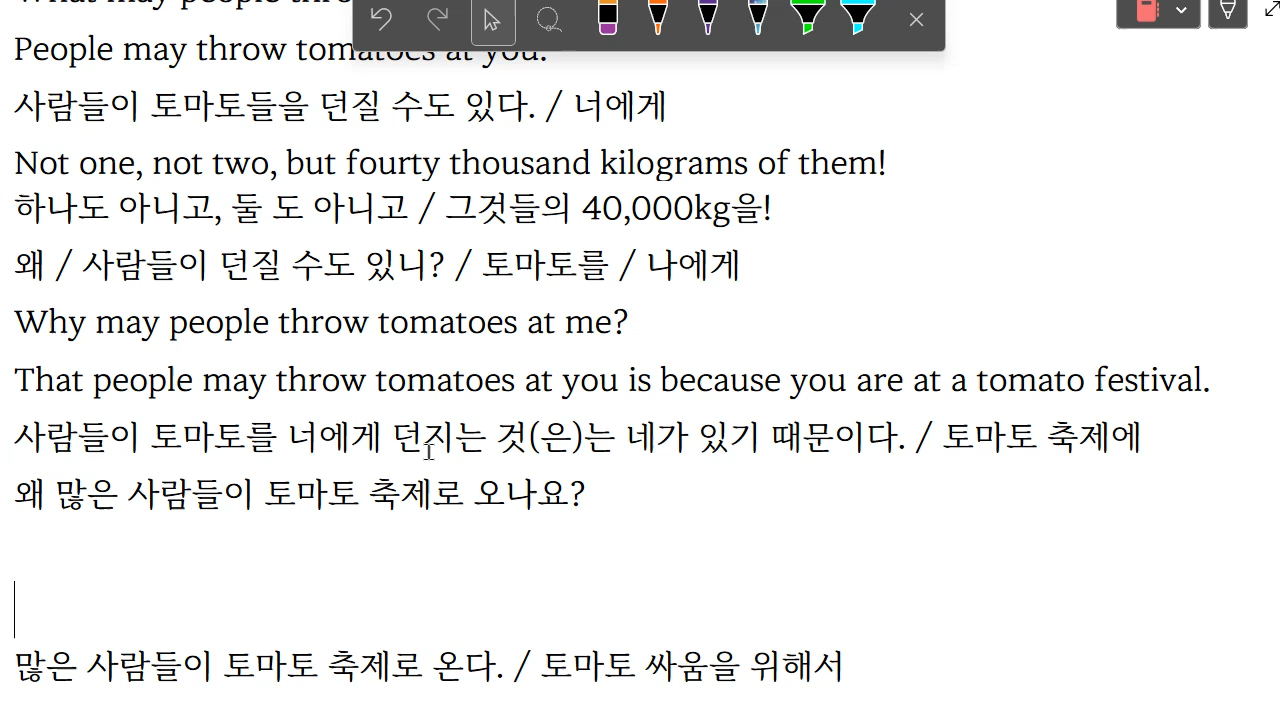 What may people thro
People may throw tomatoes at you.
사람들이 토마토들을 던질 수도 있다. / 너에게
Not one, not two, but fourty thousand kilograms of them!
하나도 아니고, 둘 도 아니고 / 그것들의 40,000kg을!
왜 / 사람들이 던질 수도 있니? / 토마토를 / 나에게
Why may people throw tomatoes at me?
That people may throw tomatoes at you is because you are at a tomato festival.
사람들이 토마토를 너에게 던지는 것(은)는 네가 있기 때문이다. / 토마토 축제에
왜 많은 사람들이 토마토 축제로 오나요?
많은 사람들이 토마토 축제로 온다. / 토마토 싸움을 위해서